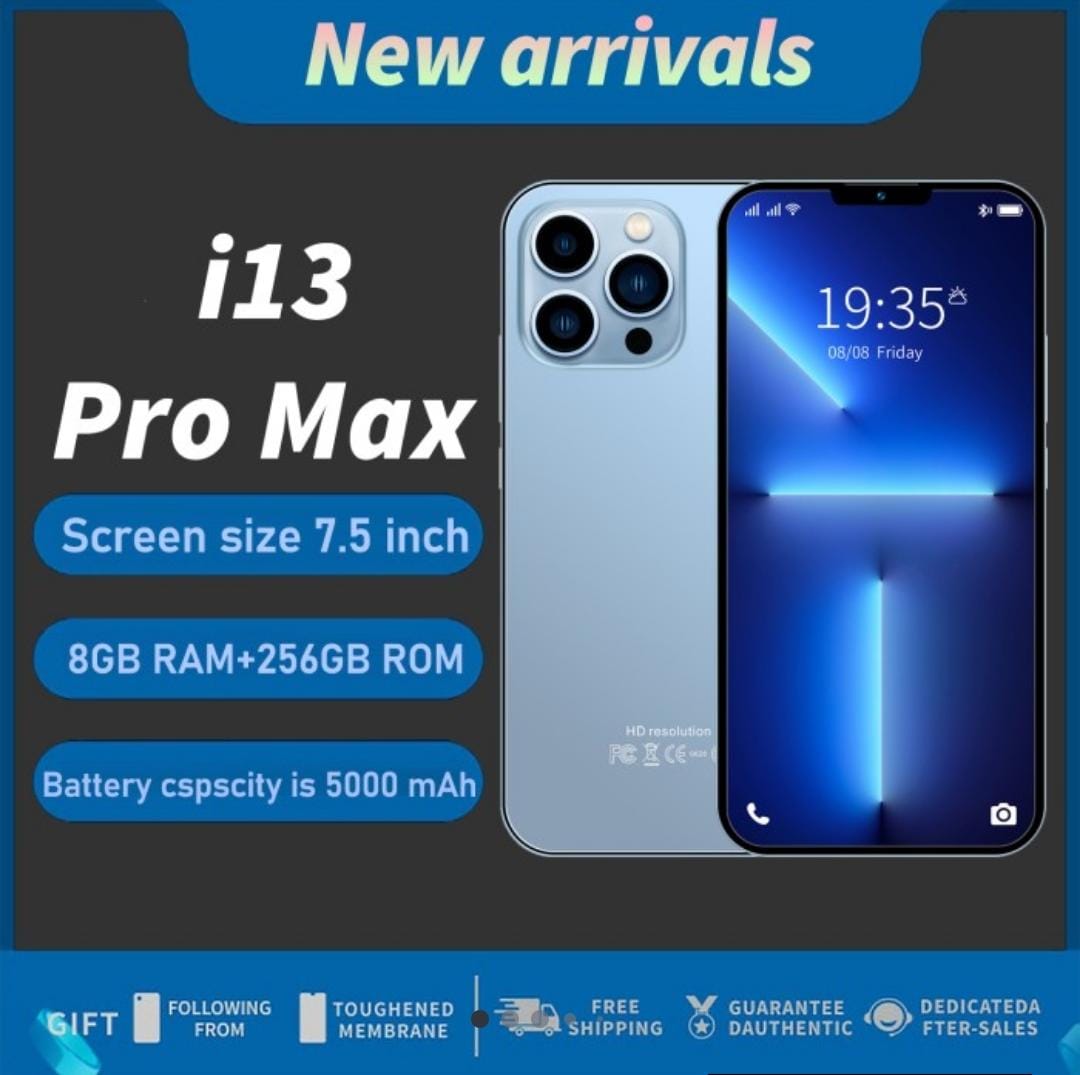 New arrivals
i13
Pro Max
Screen size 7.5 inch
8GB RAM+256GB ROM
Battery cspscity is 5000 mAh
19:35
08/08 Friday
HD resolution
FC CE
GIFT
FOLLOWING
FROM
TOUGHENED
MEMBRANE
FREE
SHIPPING
GUARANTEE
DAUTHENTIC
DEDICATEDA
FTER-SALES